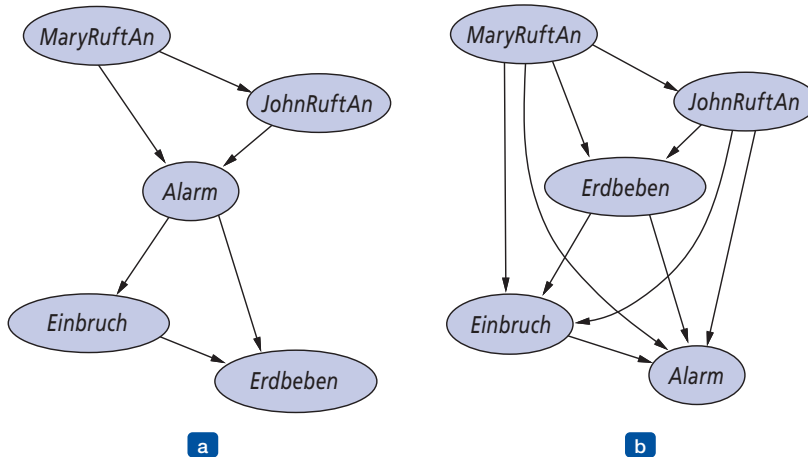 MaryRuftAn
JohnRuftAn
Alarm
Einbruch
Erdbeben
a
MaryRuftAn
JohnRuftAn
Erdbeben
Einbruch
Alarm
b